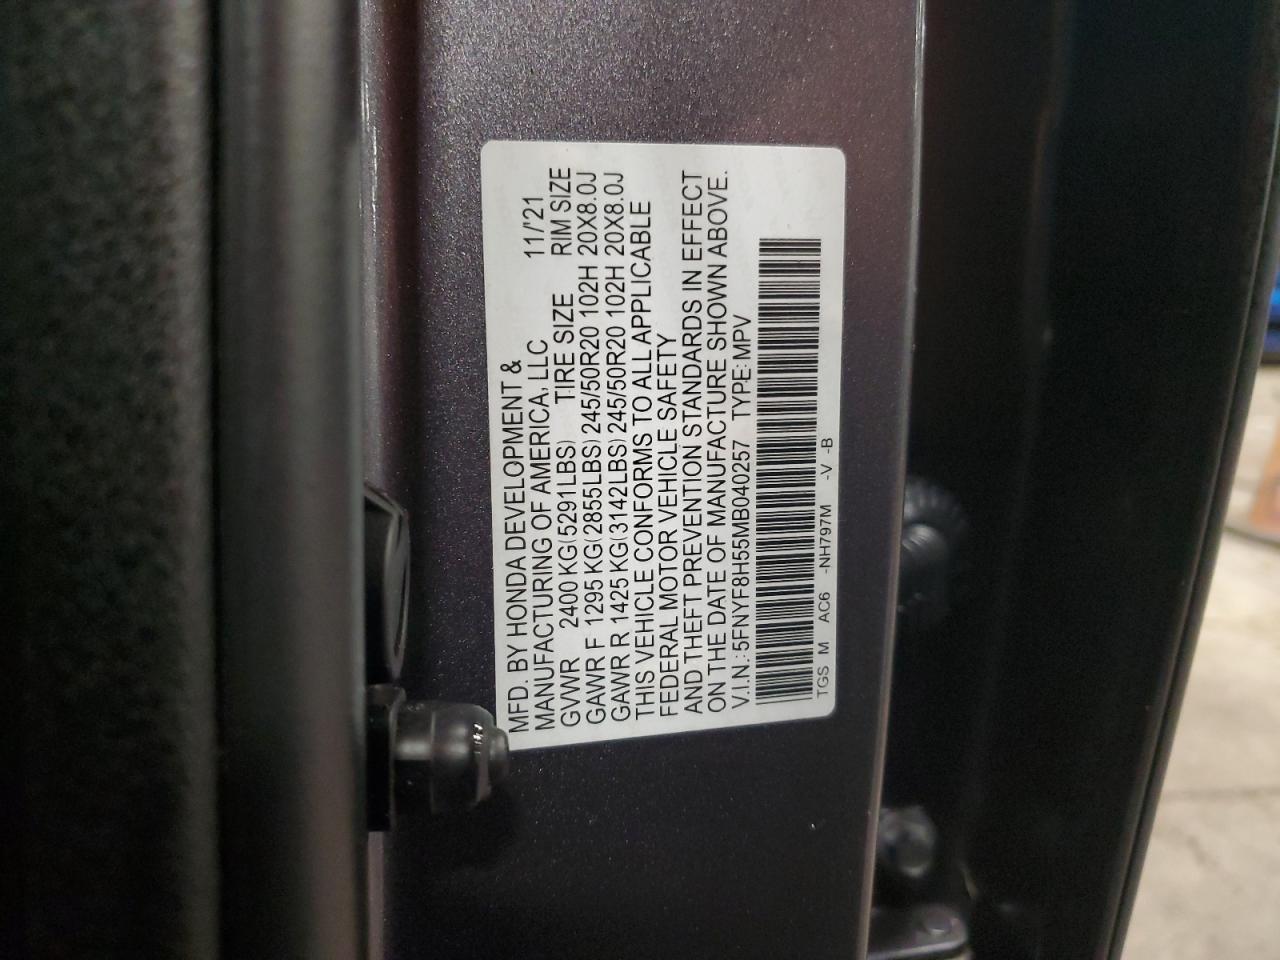 MFD. BY HONDA DEVELOPMENT &
MANUFACTURING OF AMERICA, LLC 11/'21
GVWR 2400 KG(5291LBS) TIRE SIZE RIM SIZE
GAWR F 1295 KG(2855LBS) 245/50R20 102H 20X8.0J
GAWR R 1425 KG(3142LBS) 245/50R20 102H 20X8.0J
THIS VEHICLE CONFORMS TO ALL APPLICABLE
FEDERAL MOTOR VEHICLE SAFETY
AND THEFT PREVENTION STANDARDS IN EFFECT
ON THE DATE OF MANUFACTURE SHOWN ABOVE.
V.I.N.:5FNYF8H55MB040257 TYPE:MPV
TGS M AC6 -NH797M -V -B